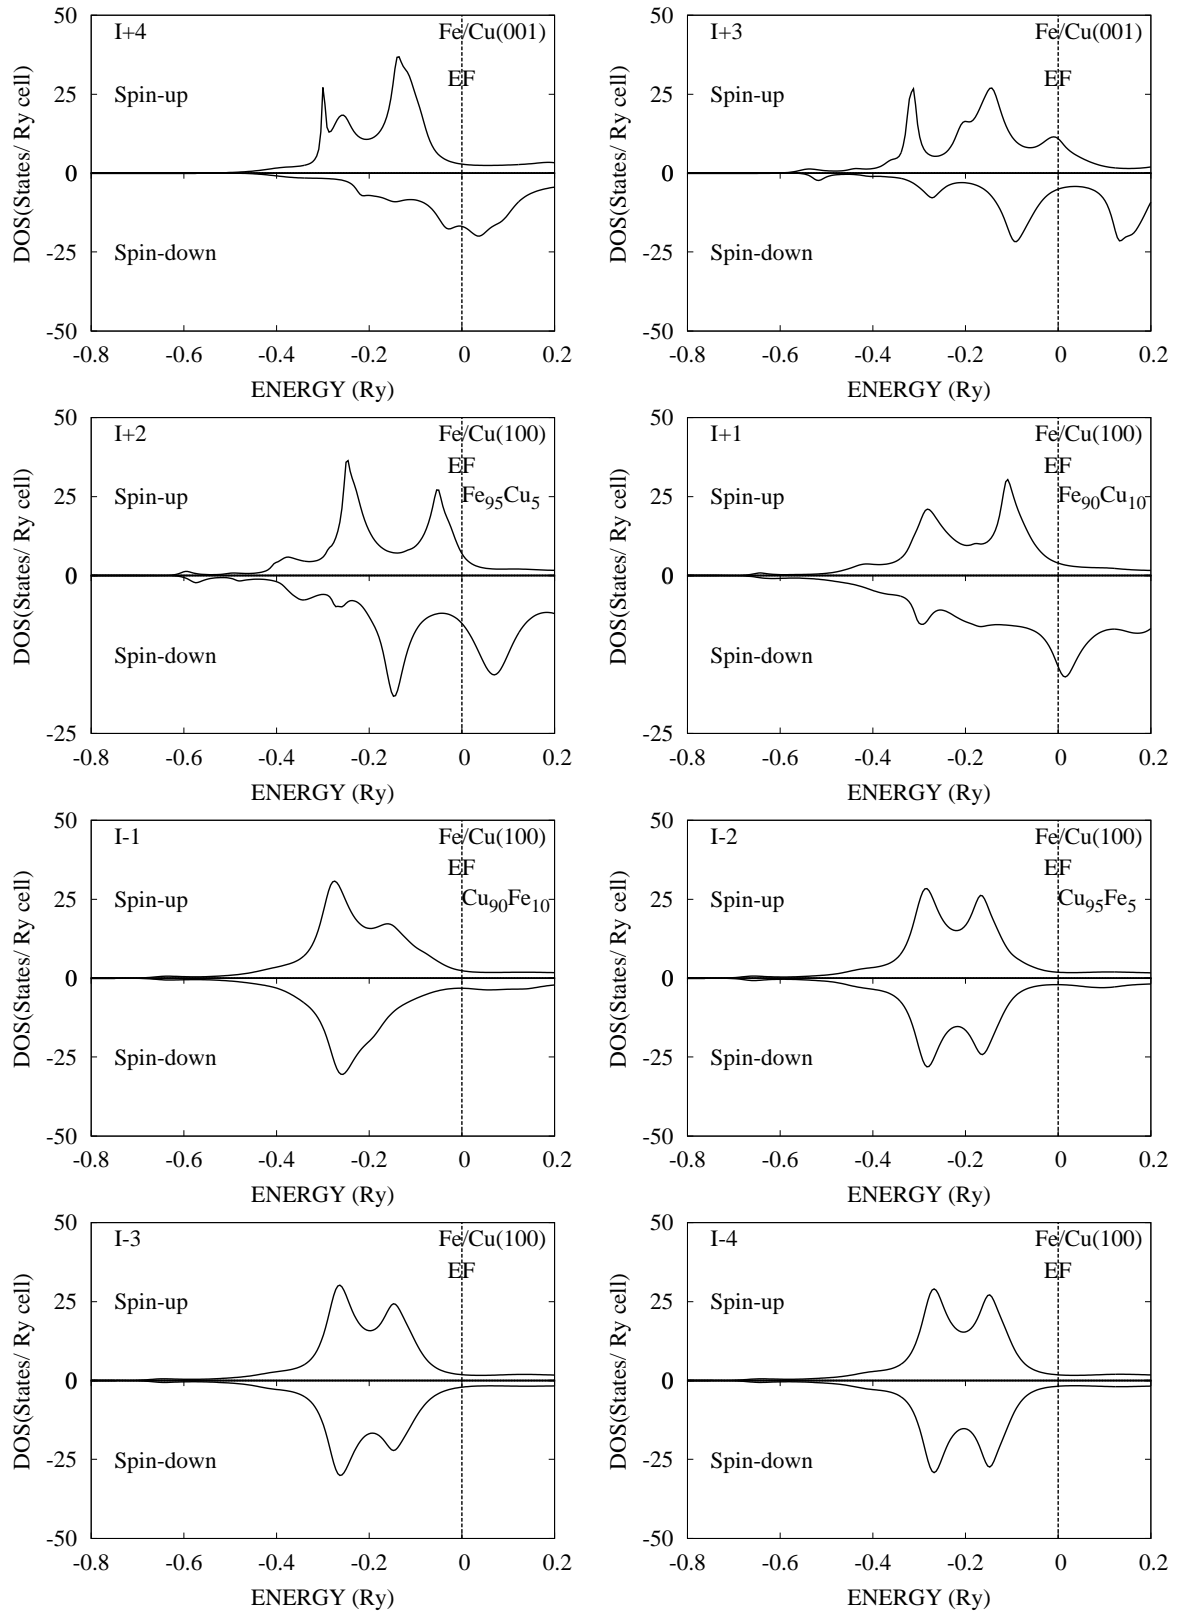 50
I+4
Fe/Cu(001)
EF
25
Spin-up
0
-25
Spin-down
-50
-0.8 -0.6 -0.4 -0.2 0 0.2
ENERGY (Ry)
DOS(States/ Ry cell)
50
I+3
Fe/Cu(001)
EF
25
Spin-up
0
-25
Spin-down
-50
-0.8 -0.6 -0.4 -0.2 0 0.2
ENERGY (Ry)
DOS(States/ Ry cell)
50
I+2
Fe/Cu(100)
EF
25
Spin-up
Fe95Cu5
0
Spin-down
-25
-0.8 -0.6 -0.4 -0.2 0 0.2
ENERGY (Ry)
DOS(States/ Ry cell)
50
I+1
Fe/Cu(100)
EF
25
Spin-up
Fe90Cu10
0
Spin-down
-25
-0.8 -0.6 -0.4 -0.2 0 0.2
ENERGY (Ry)
DOS(States/ Ry cell)
50
I-1
Fe/Cu(100)
EF
25
Spin-up
Cu90Fe10
0
-25
Spin-down
-50
-0.8 -0.6 -0.4 -0.2 0 0.2
ENERGY (Ry)
DOS(States/ Ry cell)
50
I-2
Fe/Cu(100)
EF
25
Spin-up
Cu95Fe5
0
-25
Spin-down
-50
-0.8 -0.6 -0.4 -0.2 0 0.2
ENERGY (Ry)
DOS(States/ Ry cell)
50
I-3
Fe/Cu(100)
EF
25
Spin-up
0
-25
Spin-down
-50
-0.8 -0.6 -0.4 -0.2 0 0.2
ENERGY (Ry)
DOS(States/ Ry cell)
50
I-4
Fe/Cu(100)
EF
25
Spin-up
0
-25
Spin-down
-50
-0.8 -0.6 -0.4 -0.2 0 0.2
ENERGY (Ry)
DOS(States/ Ry cell)